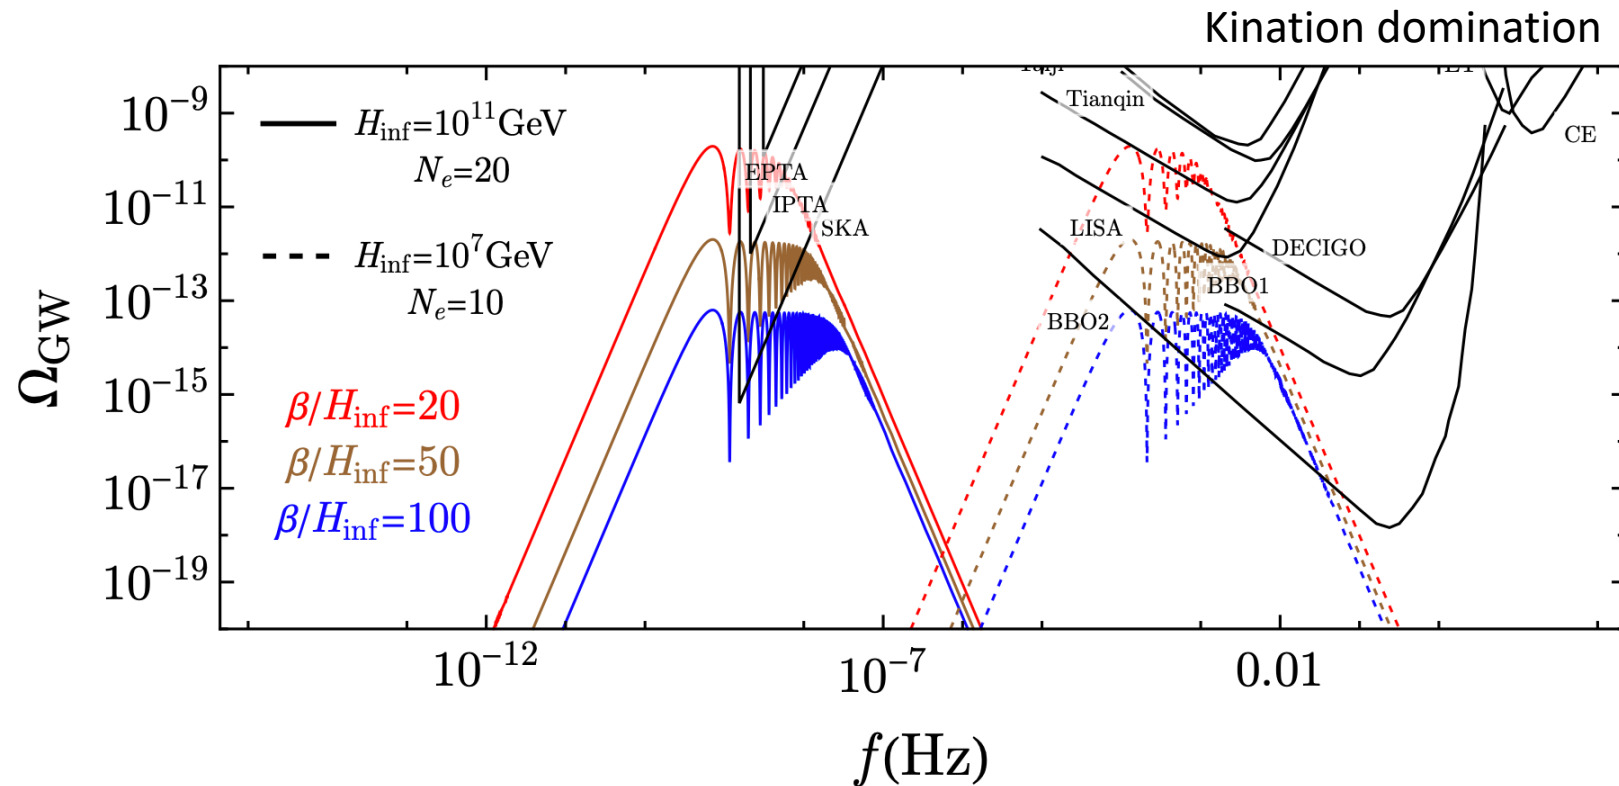 Kination domination
H_inf=10^11GeV
N_e=20
H_inf=10^7GeV
N_e=10
β/H_inf=20
β/H_inf=50
β/H_inf=100
EPTA
IPTA
SKA
Tianqin
LISA
DECIGO
BBO1
BBO2
CE
Ω_GW
10^-9
10^-11
10^-13
10^-15
10^-17
10^-19
10^-12
10^-7
0.01
f(Hz)